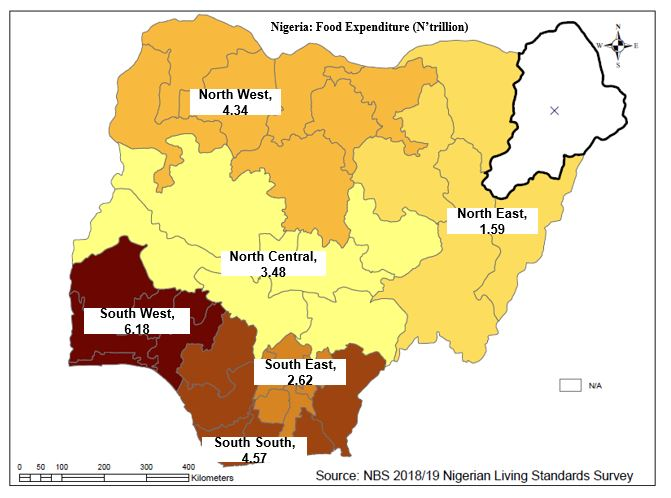 Nigeria: Food Expenditure (N'trillion)
N
W E
S
North West,
4.34
North East,
1.59
North Central,
3.48
South West,
6.18
South East,
2.62
N/A
South South,
4.57
0 50 100 200 300 400
Kilometers
Source: NBS 2018/19 Nigerian Living Standards Survey